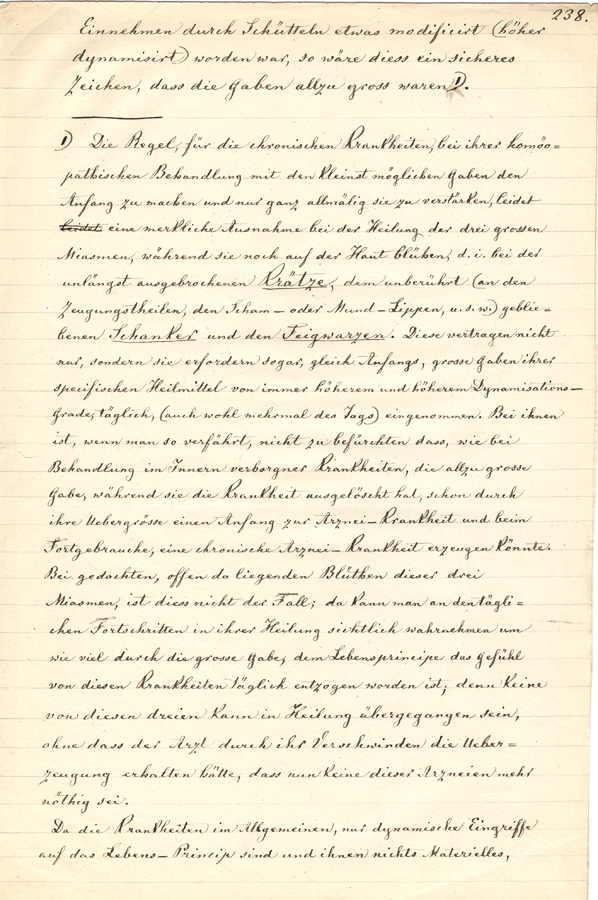 238.
Einnehmen durch Schütteln etwas modificirt (höher
dynamisirt) worden war, so wäre diess ein sicheres
Zeichen, dass die Gaben allzu gross waren 1).
1) Die Regel, für die chronischen Krankheiten, bei ihrer homöo=
pathischen Behandlung mit den kleinst möglichen Gaben den
Anfang zu machen und nur ganz allmälig sie zu verstärken, leidet
leidet eine merkliche Ausnahme bei der Heilung der drei grossen
Miasmen, während sie noch auf der Haut blühen, d. i. bei der
unlängst ausgebrochenen Krätze, dem unberührt (an den
Zeugungstheilen, den Scham- oder Mund-Lippen, u. s. w.) geblie-
benen Schanker und den Feigwarzen. Diese vertragen nicht
nur, sondern sie erfordern sogar, gleich Anfangs, grosse Gaben ihrer
specifischen Heilmittel von immer höherem und höherem Dynamisations-
Grade, täglich, (auch wohl mehrmal des Tags) eingenommen. Bei ihnen
ist, wenn man so verfährt, nicht zu befürchten dass, wie bei
Behandlung im Innern verborgner Krankheiten, die allzu grosse
Gabe, während sie die Krankheit ausgelöscht hat, schon durch
ihre Uebergrösse einen Anfang zur Arznei-Krankheit und beim
Fortgebrauche, eine chronische Arznei-Krankheit erzeugen könnte.
Bei gedachten, offen da liegenden Blüthen dieser drei
Miasmen, ist diess nicht der Fall; da kann man an den tägli=
chen Fortschritten in ihrer Heilung sichtlich wahrnehmen um
wie viel durch die grosse Gabe, dem Lebensprincipe das Gefühl
von diesen Krankheiten täglich entzogen worden ist; denn keine
von diesen dreien kann in Heilung übergegangen sein,
ohne dass der Arzt durch ihr Verschwinden die Ueber=
zeugung erhalten hätte, dass nun keine dieser Arzneien mehr
nöthig sei.
Da die Krankheiten im Allgemeinen, nur dynamische Eingriffe
auf das Lebens-Princip sind und ihnen nichts Materielles,